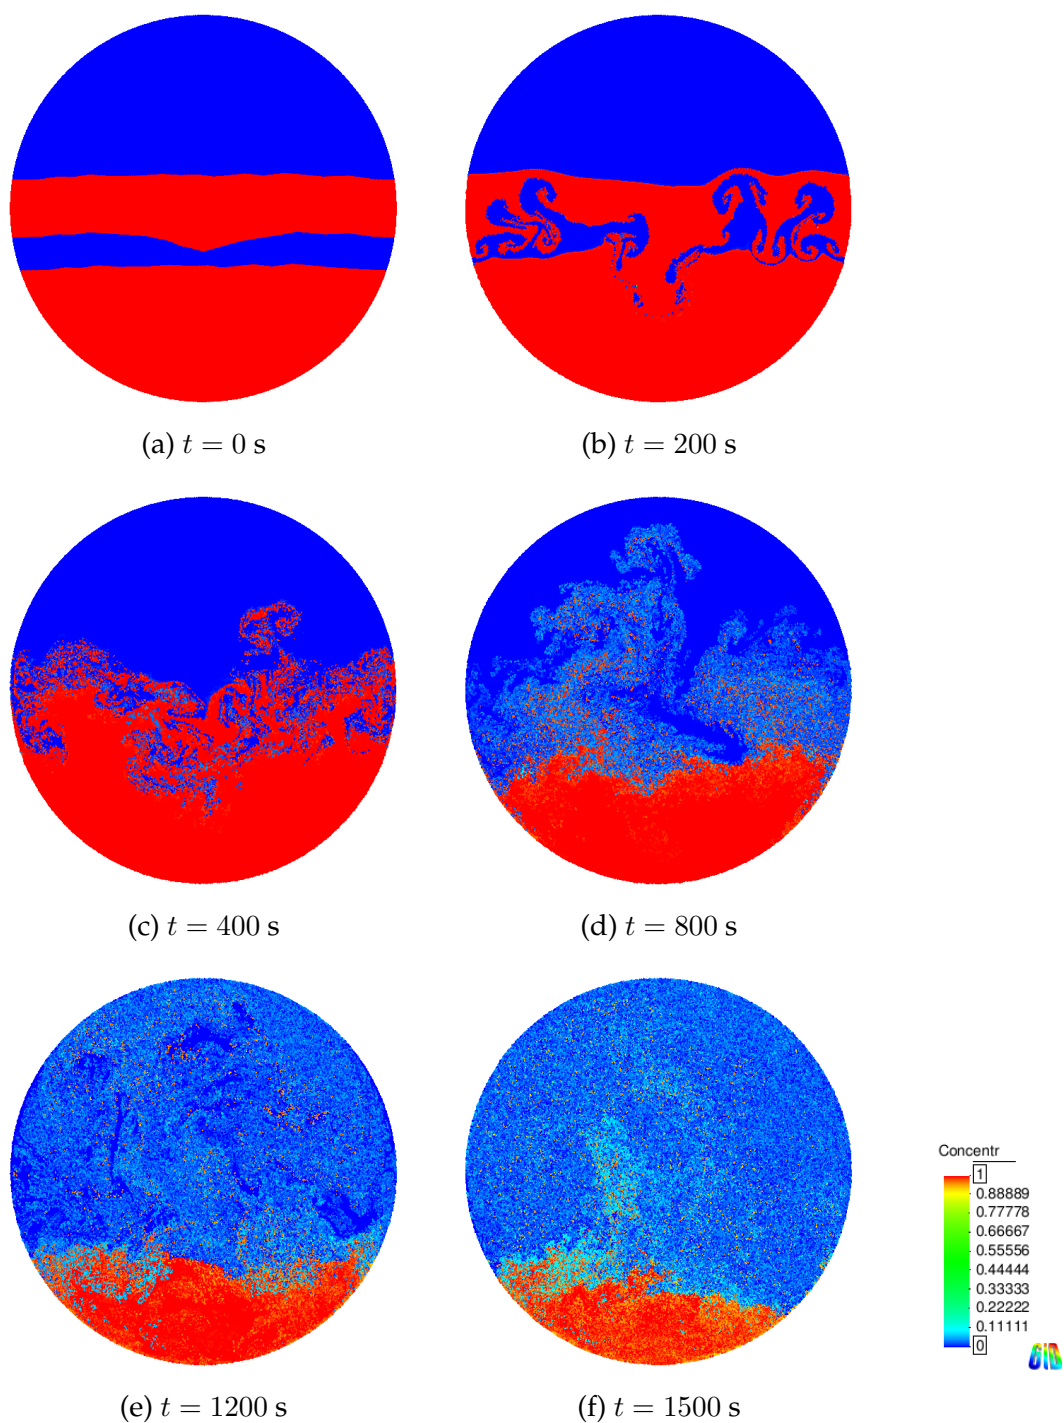 (a) t = 0 s
(b) t = 200 s
(c) t = 400 s
(d) t = 800 s
(e) t = 1200 s
(f) t = 1500 s
Concentr
1
0.88889
0.77778
0.66667
0.55556
0.44444
0.33333
0.22222
0.11111
0
GiD